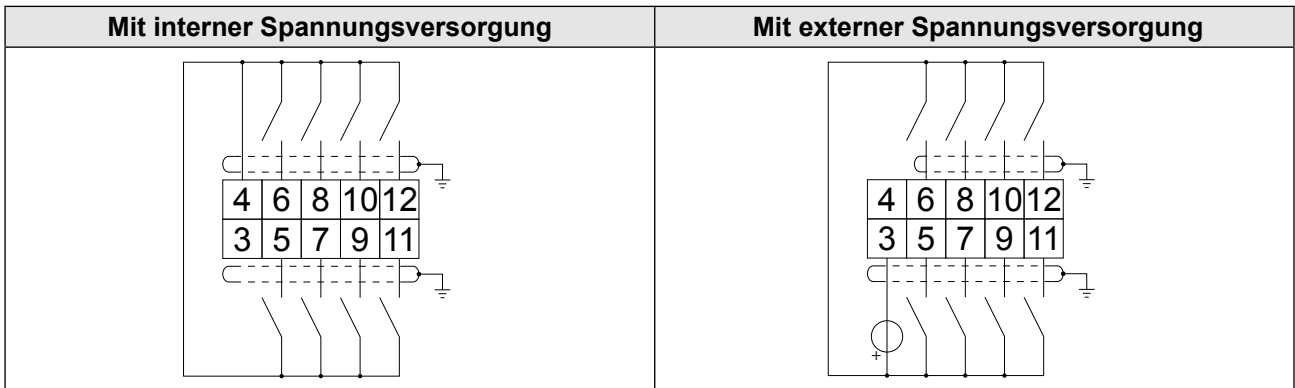 Mit interner Spannungsversorgung
Mit externer Spannungsversorgung
4 6 8 10 12
3 5 7 9 11
4 6 8 10 12
3 5 7 9 11
+